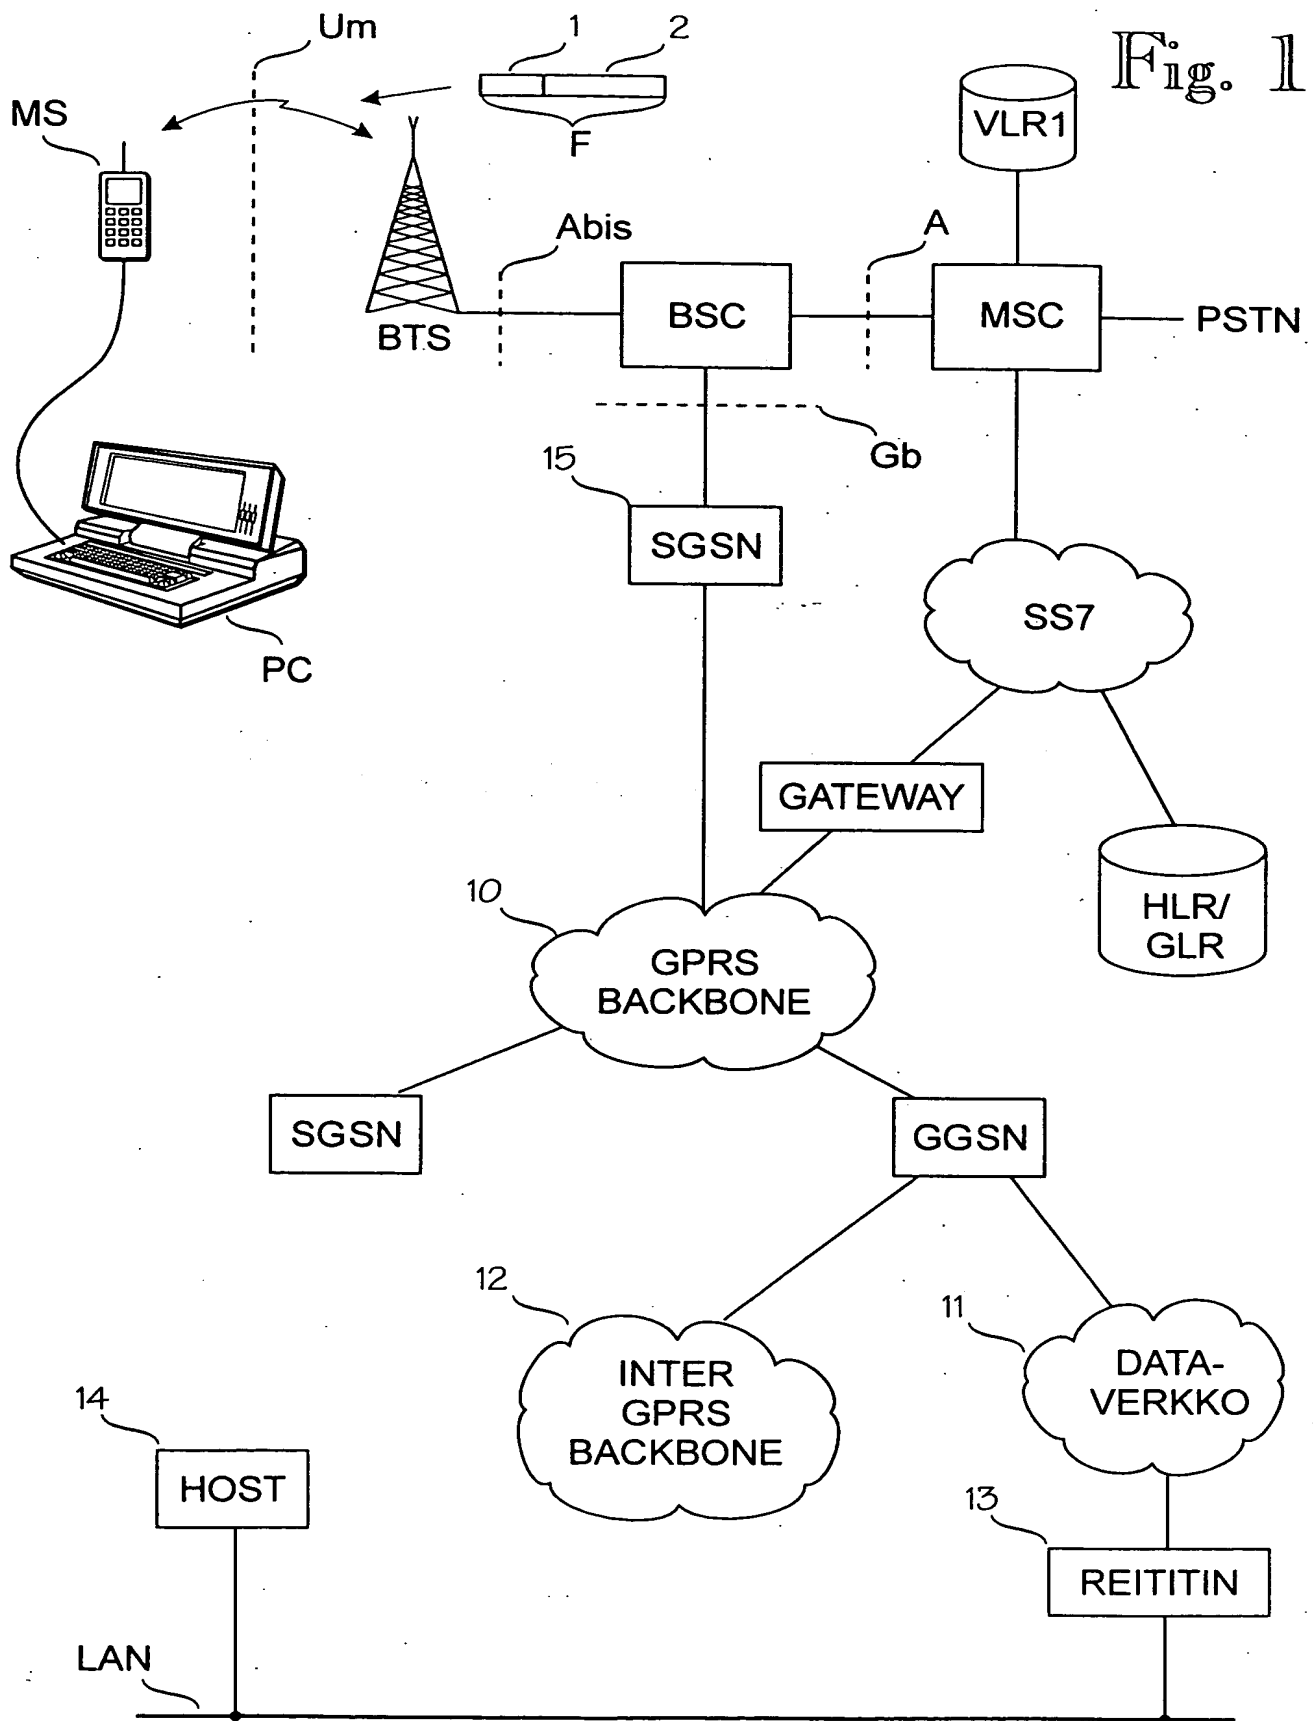 Fig. 1
Um
1
2
F
MS
VLR1
Abis
A
BTS
BSC
MSC
PSTN
Gb
15
SGSN
SS7
PC
GATEWAY
10
HLR/
GLR
GPRS
BACKBONE
SGSN
GGSN
12
11
INTER
GPRS
BACKBONE
DATA-
VERKKO
14
HOST
13
REITITIN
LAN